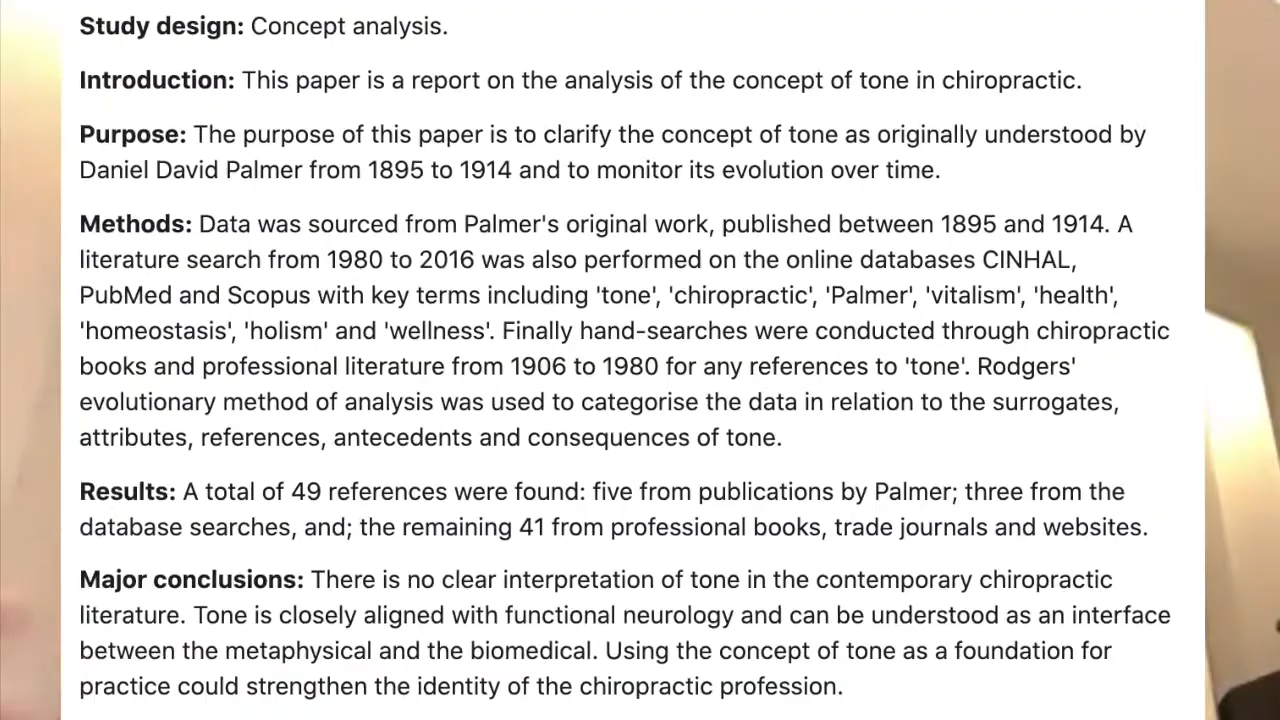 Study design: Concept analysis.
Introduction: This paper is a report on the analysis of the concept of tone in chiropractic.
Purpose: The purpose of this paper is to clarify the concept of tone as originally understood by
Daniel David Palmer from 1895 to 1914 and to monitor its evolution over time.
Methods: Data was sourced from Palmer's original work, published between 1895 and 1914. A
literature search from 1980 to 2016 was also performed on the online databases CINHAL,
PubMed and Scopus with key terms including 'tone', 'chiropractic', 'Palmer', 'vitalism', 'health',
'homeostasis', 'holism' and 'wellness'. Finally hand-searches were conducted through chiropractic
books and professional literature from 1906 to 1980 for any references to 'tone'. Rodgers'
evolutionary method of analysis was used to categorise the data in relation to the surrogates,
attributes, references, antecedents and consequences of tone.
Results: A total of 49 references were found: five from publications by Palmer; three from the
database searches, and; the remaining 41 from professional books, trade journals and websites.
Major conclusions: There is no clear interpretation of tone in the contemporary chiropractic
literature. Tone is closely aligned with functional neurology and can be understood as an interface
between the metaphysical and the biomedical. Using the concept of tone as a foundation for
practice could strengthen the identity of the chiropractic profession.